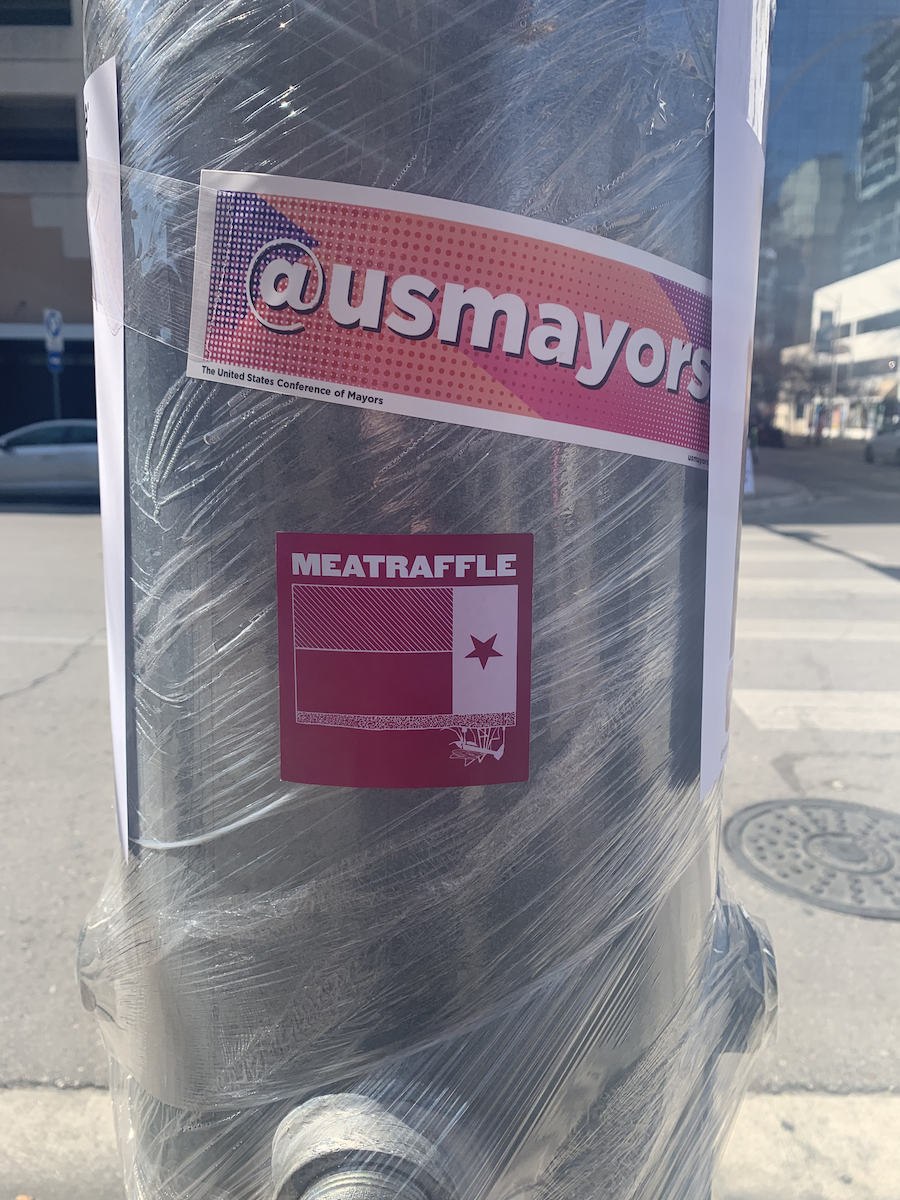 @usmayors
The United States Conference of Mayors
MEATRAFFLE